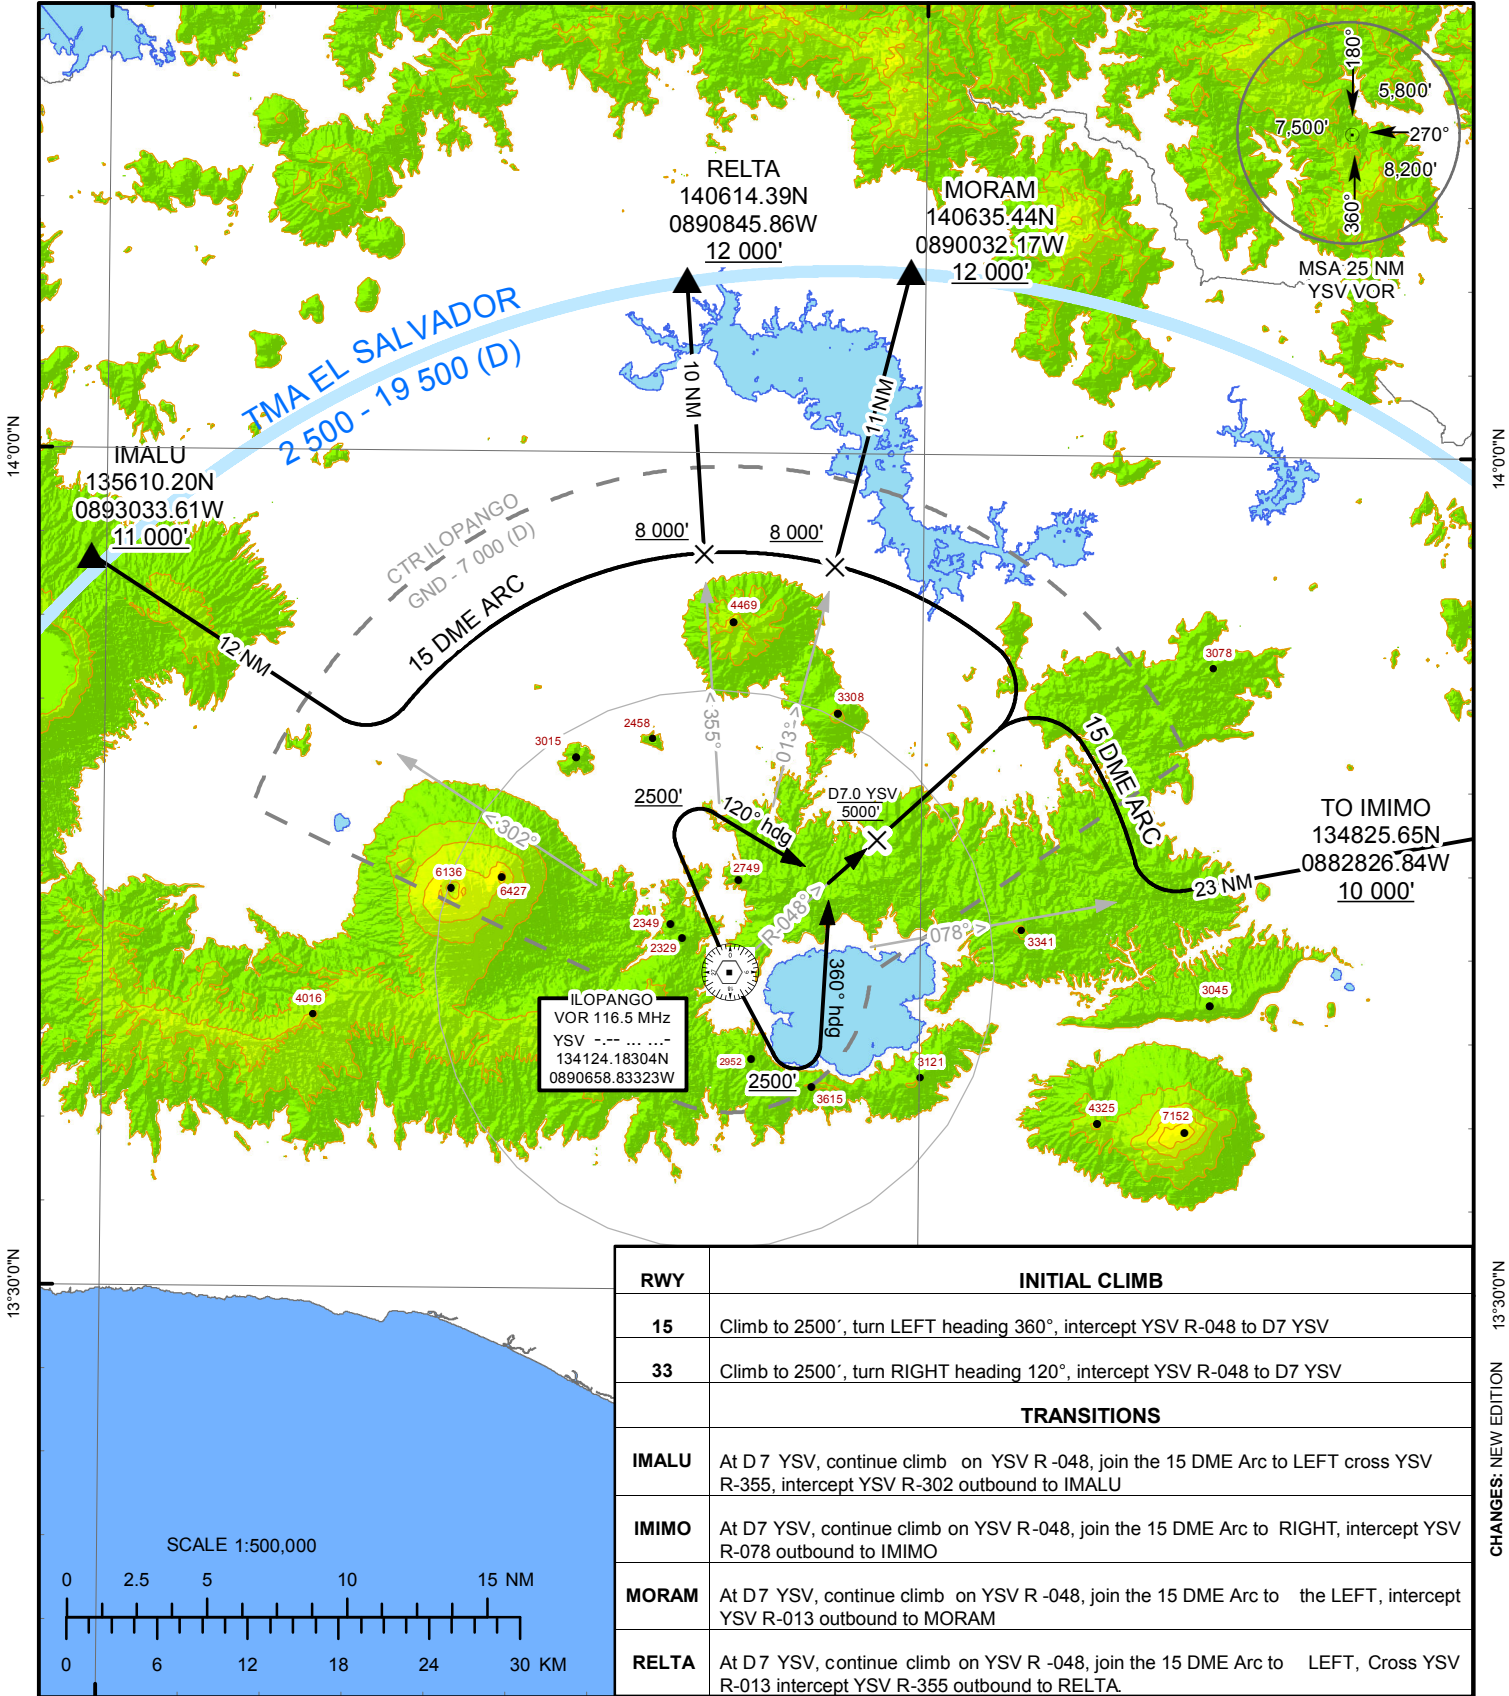 180°
5,800'
7,500'
270°
8,200'
360°
MSA 25 NM
YSV VOR
RELTA
140614.39N
0890845.86W
12 000'
MORAM
140635.44N
0890032.17W
12 000'
TMA EL SALVADOR
2 500 - 19 500 (D)
10 NM
11 NM
14°0'0"N
14°0'0"N
IMALU
135610.20N
0893033.61W
11 000'
CTR ILOPANGO
GND - 7 000 (D)
8 000'
8 000'
15 DME ARC
12 NM
4469
3078
3308
2458
3015
< 355°
013° >
15 DME ARC
2500'
120° hdg
D7.0 YSV
5000'
TO IMIMO
134825.65N
0882826.84W
10 000'
23 NM
< 302°
6136
6427
2749
R-048° >
2349
2329
078° >
3341
360° hdg
4016
3045
ILOPANGO
VOR 116.5 MHz
YSV -.-- ... ...-
134124.18304N
0890658.83323W
2952
2500'
3615
3121
4325
7152
13°30'0"N
13°30'0"N
RWY INITIAL CLIMB
15 Climb to 2500´, turn LEFT heading 360°, intercept YSV R-048 to D7 YSV
33 Climb to 2500´, turn RIGHT heading 120°, intercept YSV R-048 to D7 YSV
TRANSITIONS
IMALU At D7 YSV, continue climb on YSV R-048, join the 15 DME Arc to LEFT cross YSV
R-355, intercept YSV R-302 outbound to IMALU
IMIMO At D7 YSV, continue climb on YSV R-048, join the 15 DME Arc to RIGHT, intercept YSV
R-078 outbound to IMIMO
MORAM At D7 YSV, continue climb on YSV R-048, join the 15 DME Arc to the LEFT, intercept
YSV R-013 outbound to MORAM
RELTA At D7 YSV, continue climb on YSV R-048, join the 15 DME Arc to LEFT, Cross YSV
R-013 intercept YSV R-355 outbound to RELTA.
CHANGES: NEW EDITION
SCALE 1:500,000
0 2.5 5 10 15 NM
0 6 12 18 24 30 KM